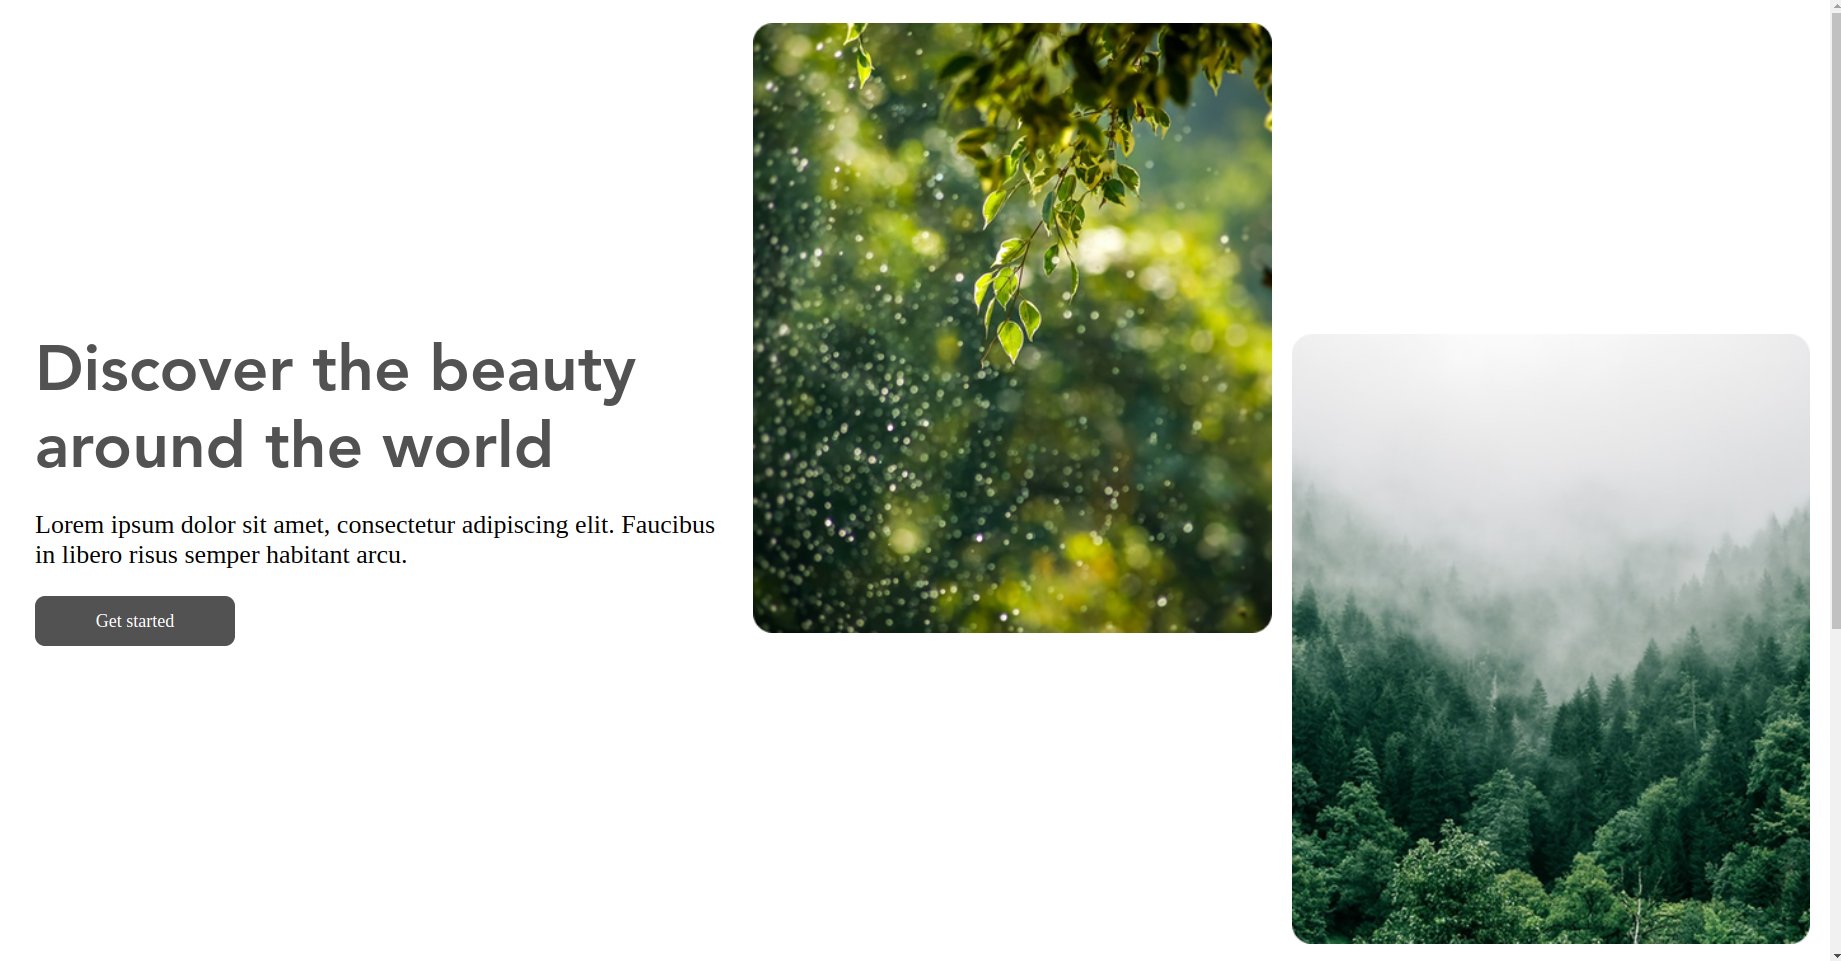 Discover the beauty
around the world
Lorem ipsum dolor sit amet, consectetur adipiscing elit. Faucibus
in libero risus semper habitant arcu.
Get started